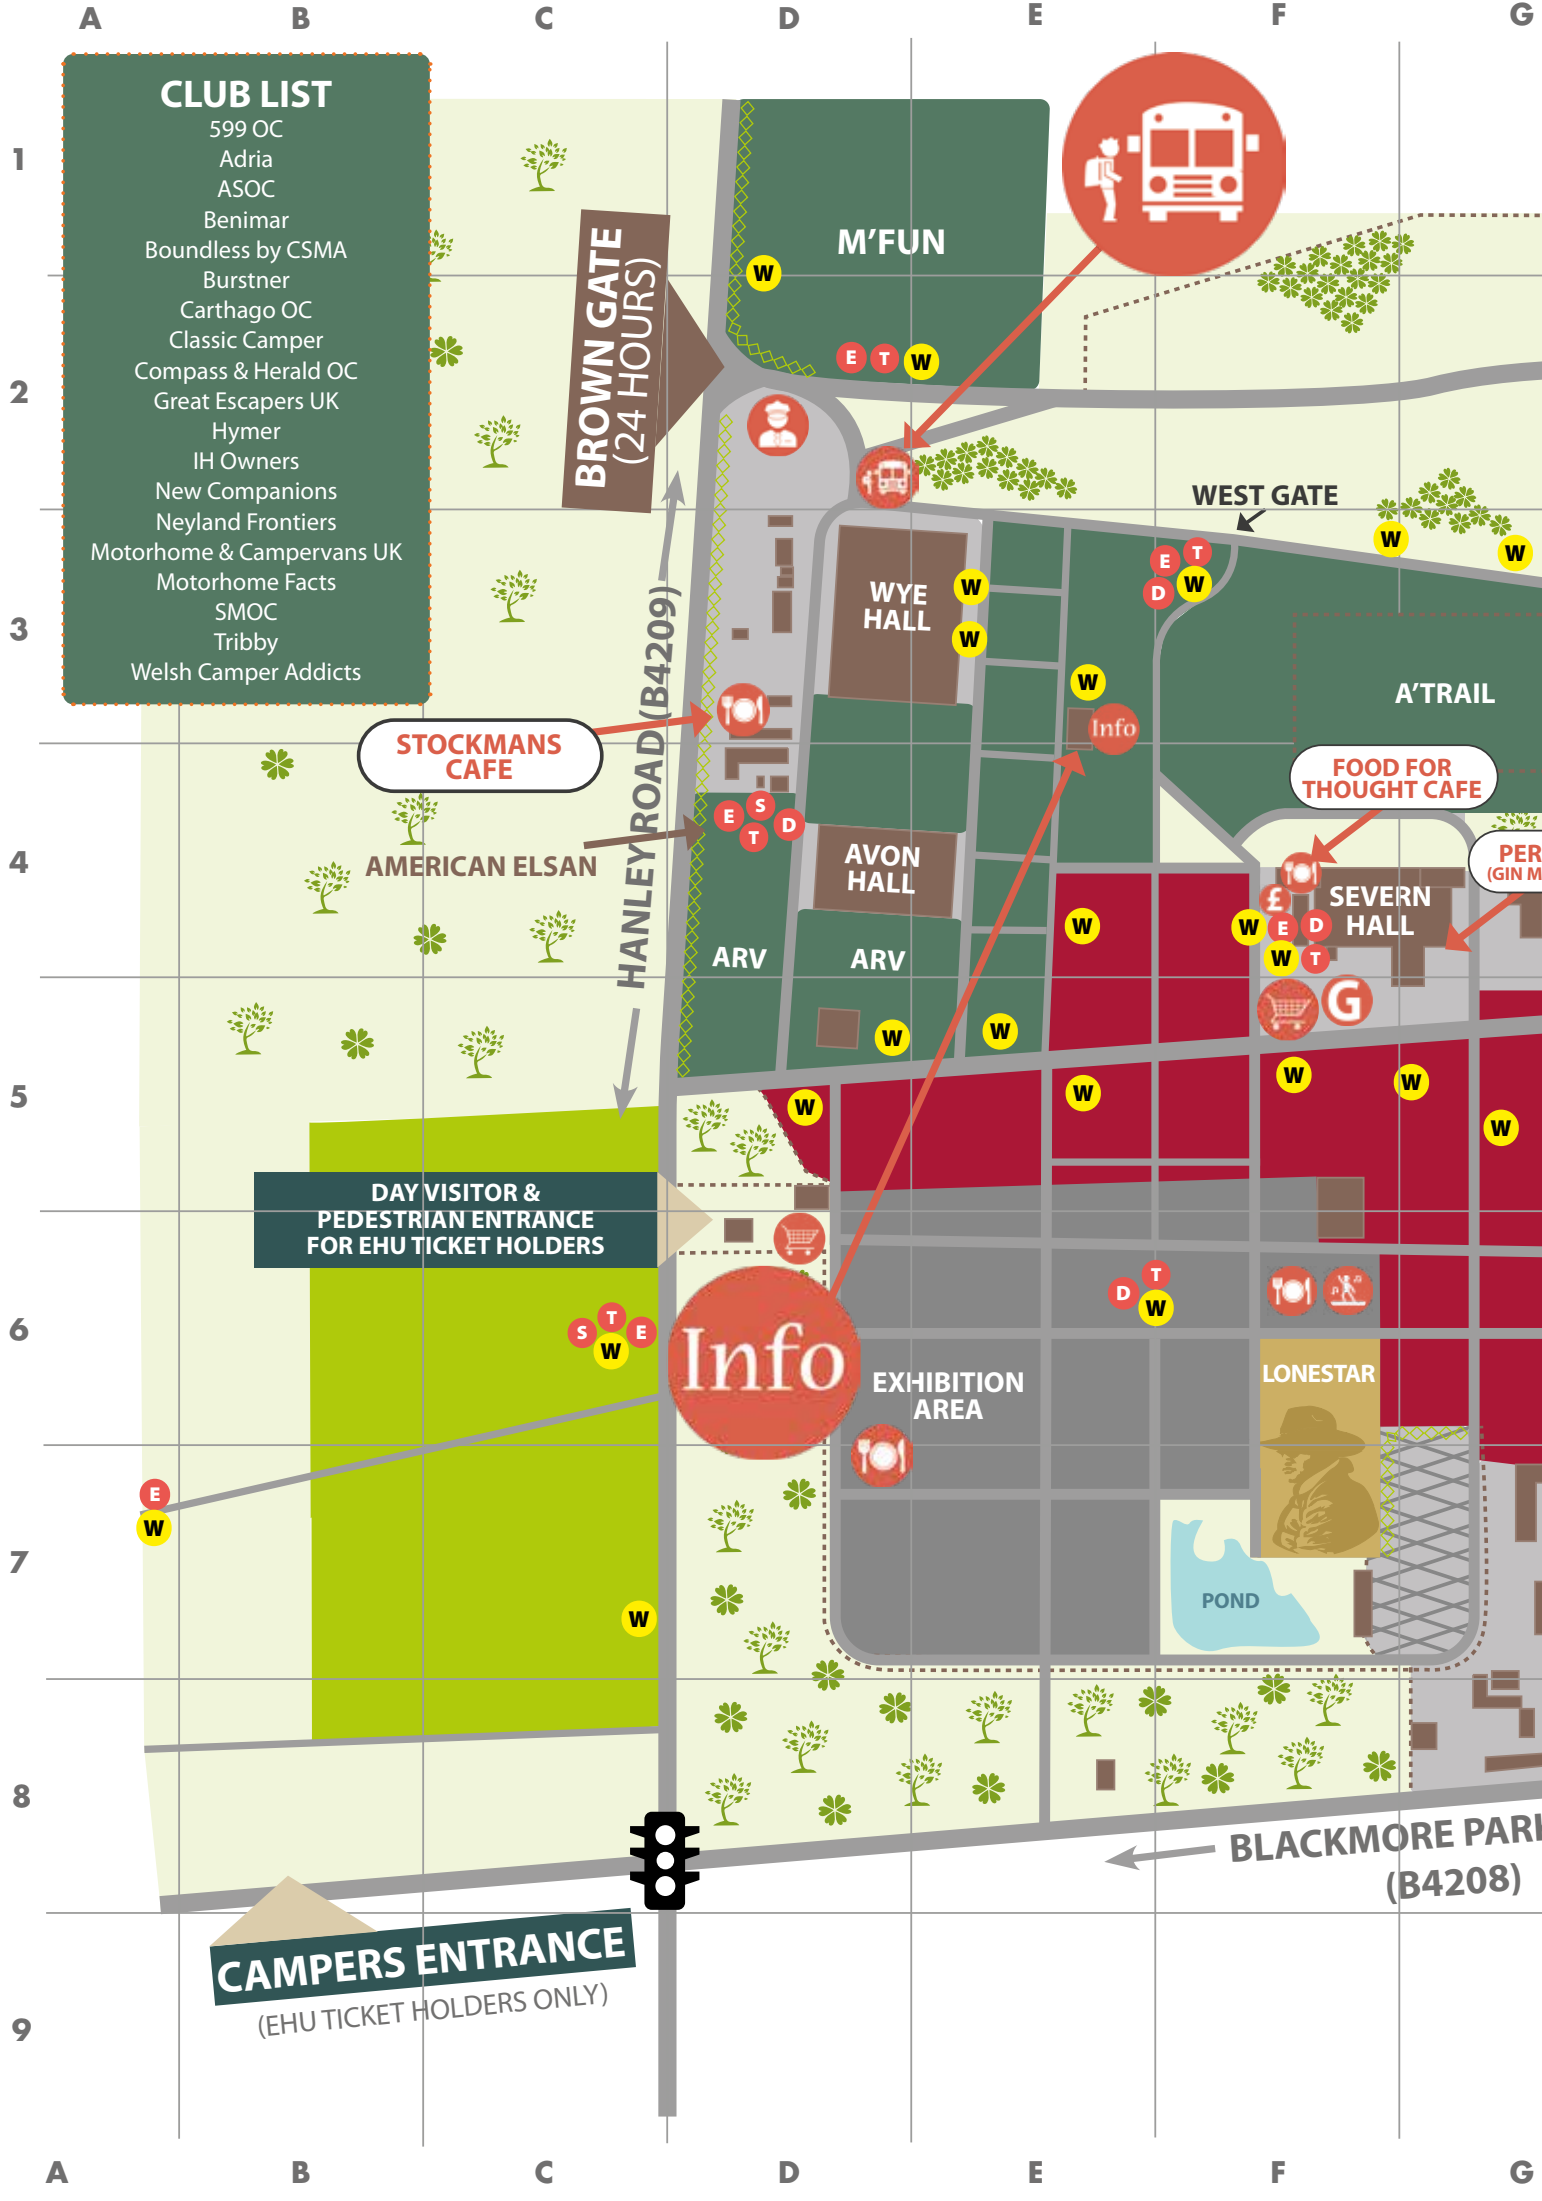 A B C D E F G
CLUB LIST
599 OC
Adria
ASOC
Benimar
Boundless by CSMA
Burstner
Carthago OC
Classic Camper
Compass & Herald OC
Great Escapers UK
Hymer
IH Owners
New Companions
Neyland Frontiers
Motorhome & Campervans UK
Motorhome Facts
SMOC
Tribby
Welsh Camper Addicts
1
M'FUN
W
BROWN GATE
(24 HOURS)
E T W
2
WEST GATE
W
W
E T
D W
WYE
HALL
W
W
3
W
Info
A'TRAIL
HANLEY ROAD (B4209)
STOCKMANS
CAFE
FOOD FOR
THOUGHT CAFE
E S D
T
AMERICAN ELSAN
AVON
HALL
PER
(GIN M
4
SEVERN
HALL
£
W
W E D
W T
ARV
ARV
G
W
W
5
W
W
W
W
W
DAY VISITOR &
PEDESTRIAN ENTRANCE
FOR EHU TICKET HOLDERS
T
D W
6
S T E
W
Info
EXHIBITION
AREA
LONESTAR
E
W
7
W
POND
8
BLACKMORE PAR
(B4208)
CAMPERS ENTRANCE
(EHU TICKET HOLDERS ONLY)
9
A B C D E F G